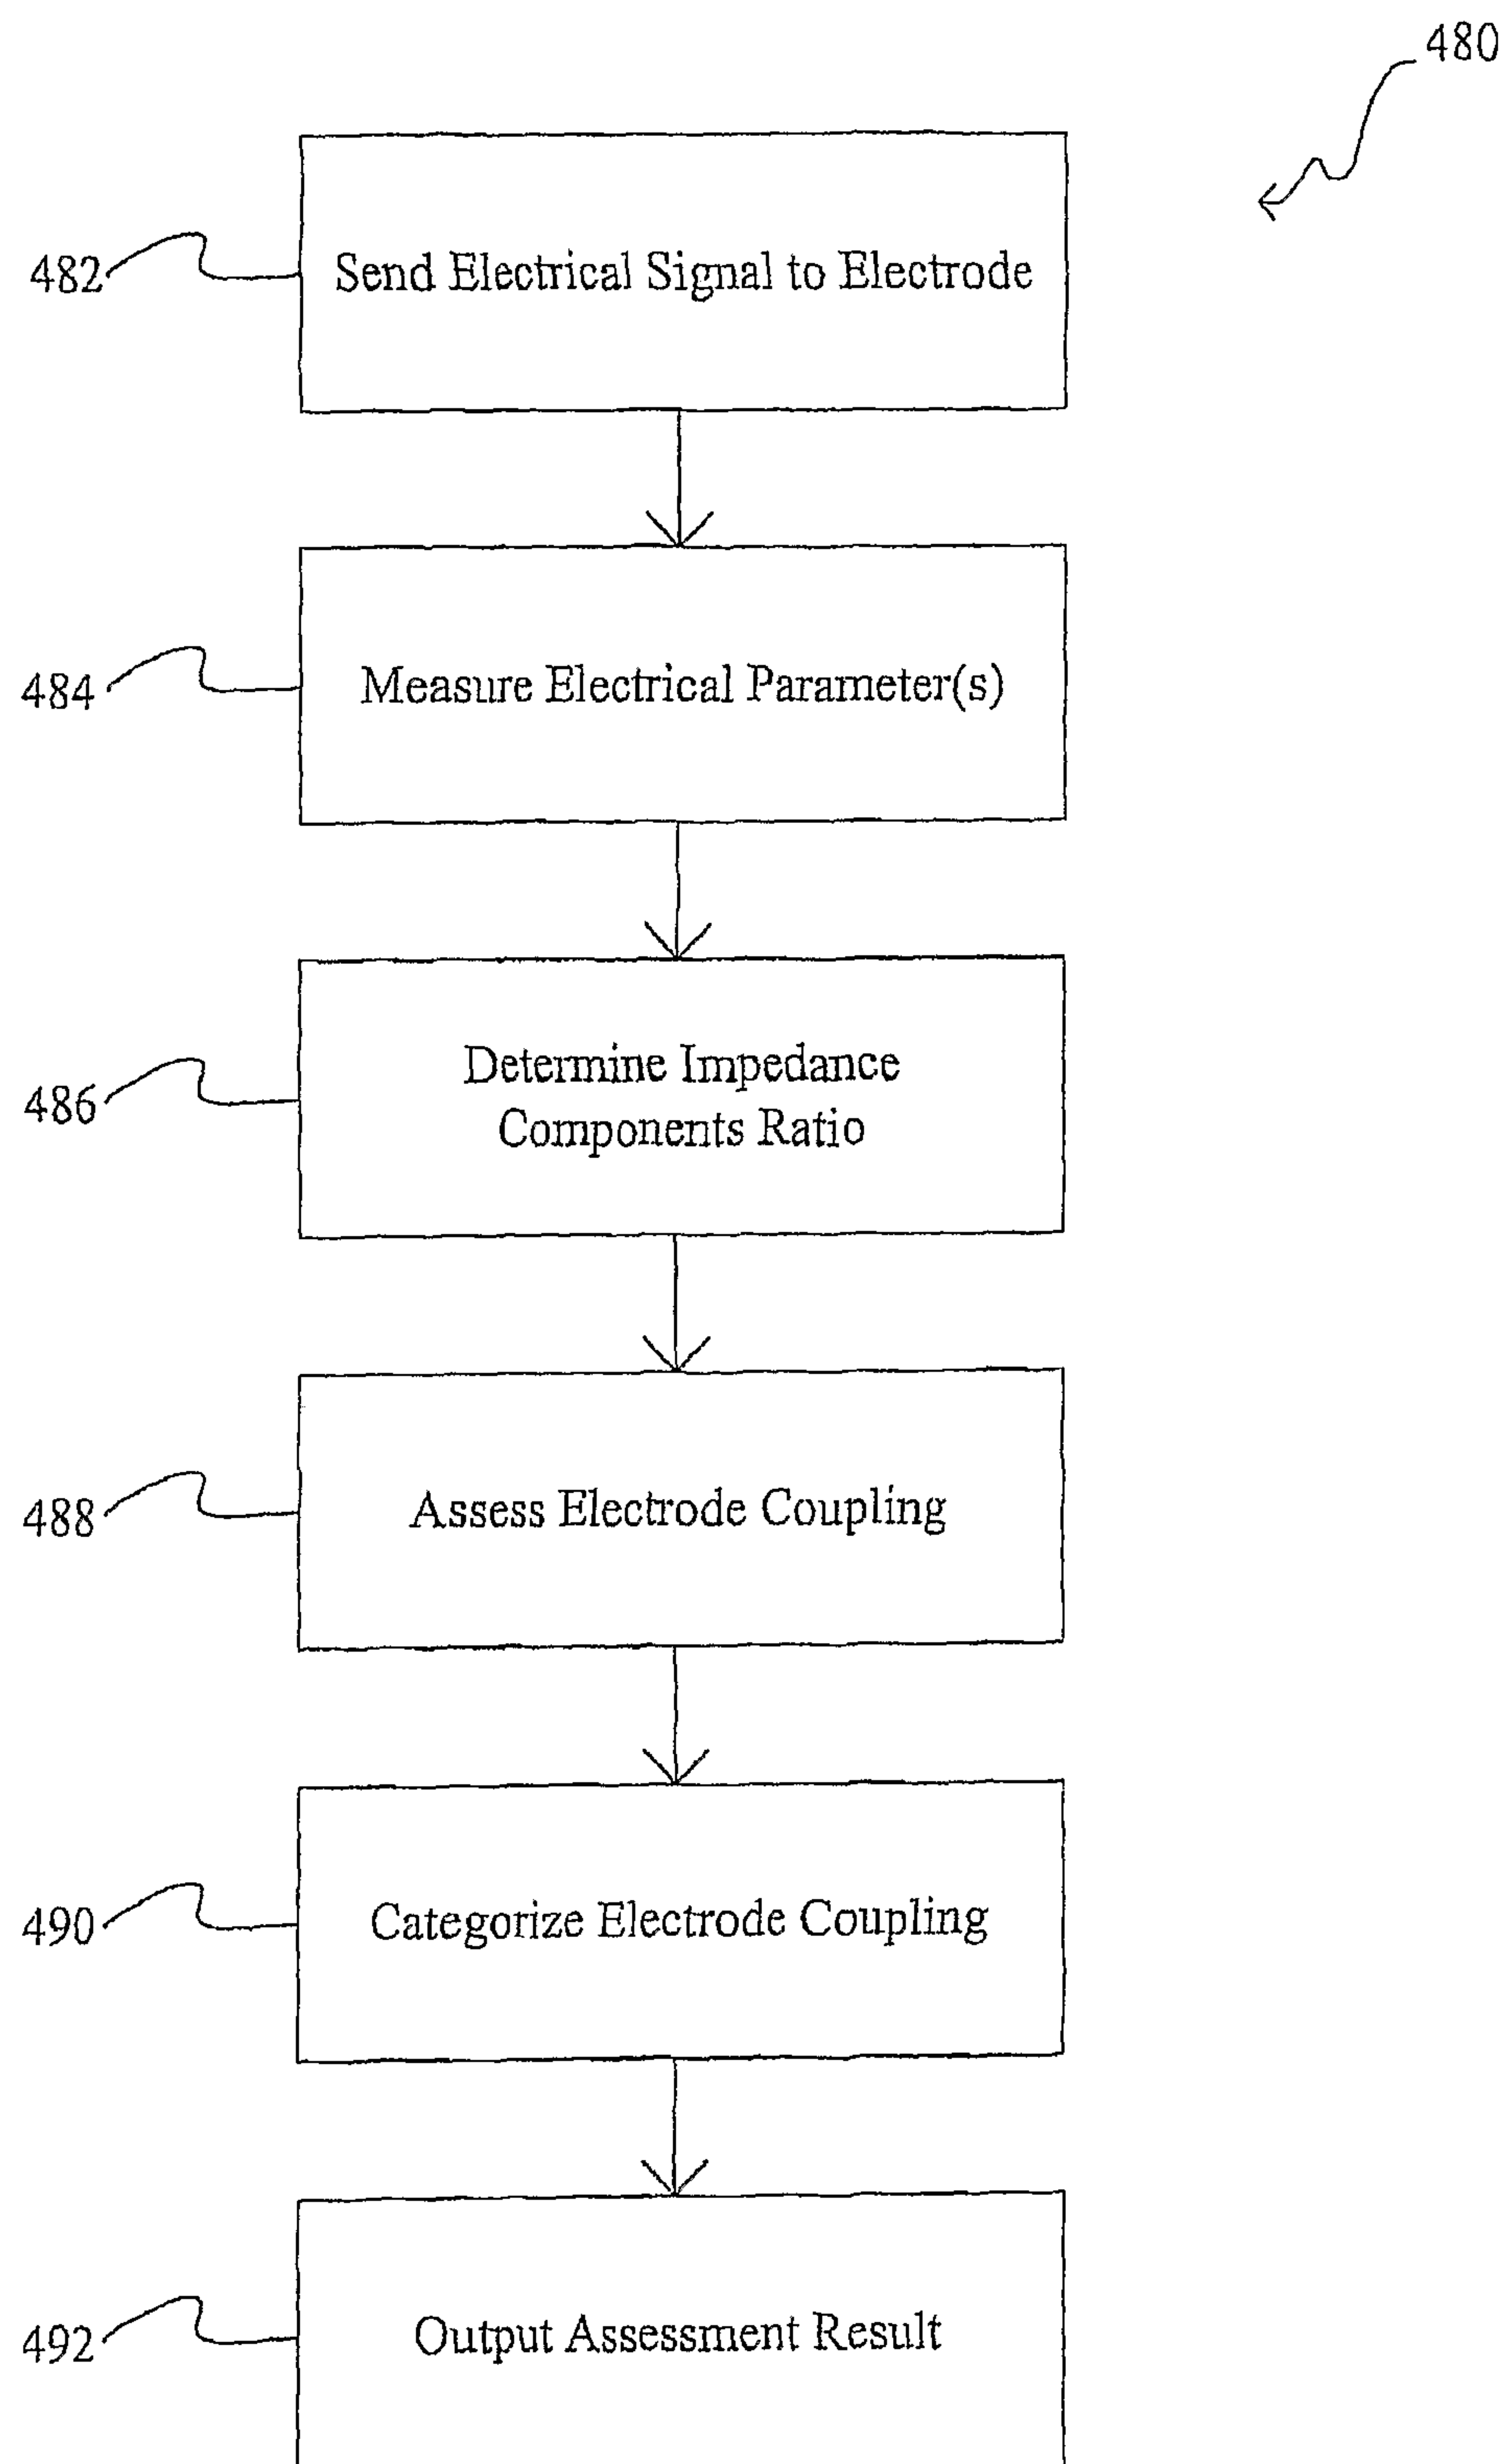 480
482
Send Electrical Signal to Electrode
484
Measure Electrical Parameter(s)
486
Determine Impedance
Components Ratio
488
Assess Electrode Coupling
490
Categorize Electrode Coupling
492
Output Assessment Result